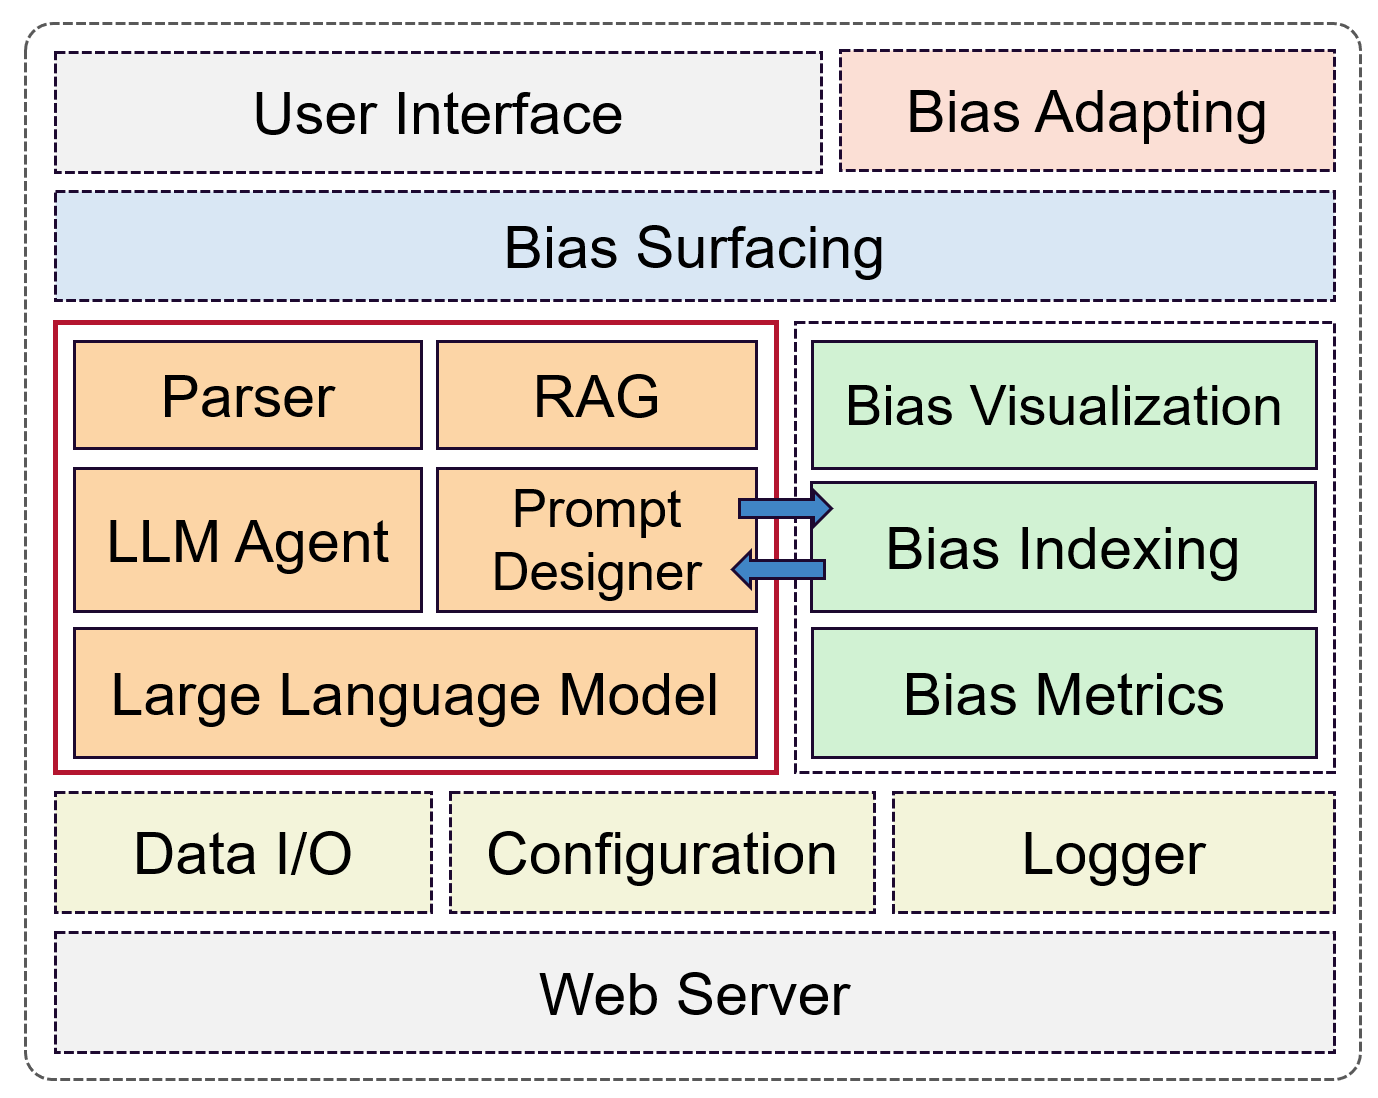 User Interface
Bias Adapting
Bias Surfacing
Parser
RAG
LLM Agent
Prompt
Designer
Large Language Model
Bias Visualization
Bias Indexing
Bias Metrics
Data I/O
Configuration
Logger
Web Server